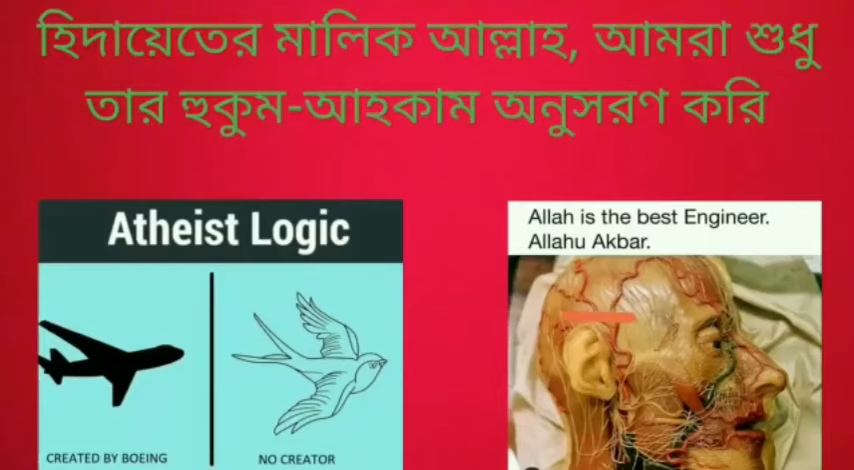 হিদায়েতের মালিক আল্লাহ, আমরা শুধু
তার হুকুম-আহকাম অনুসরণ করি
Atheist Logic
CREATED BY BOEING
NO CREATOR
Allah is the best Engineer.
Allahu Akbar.